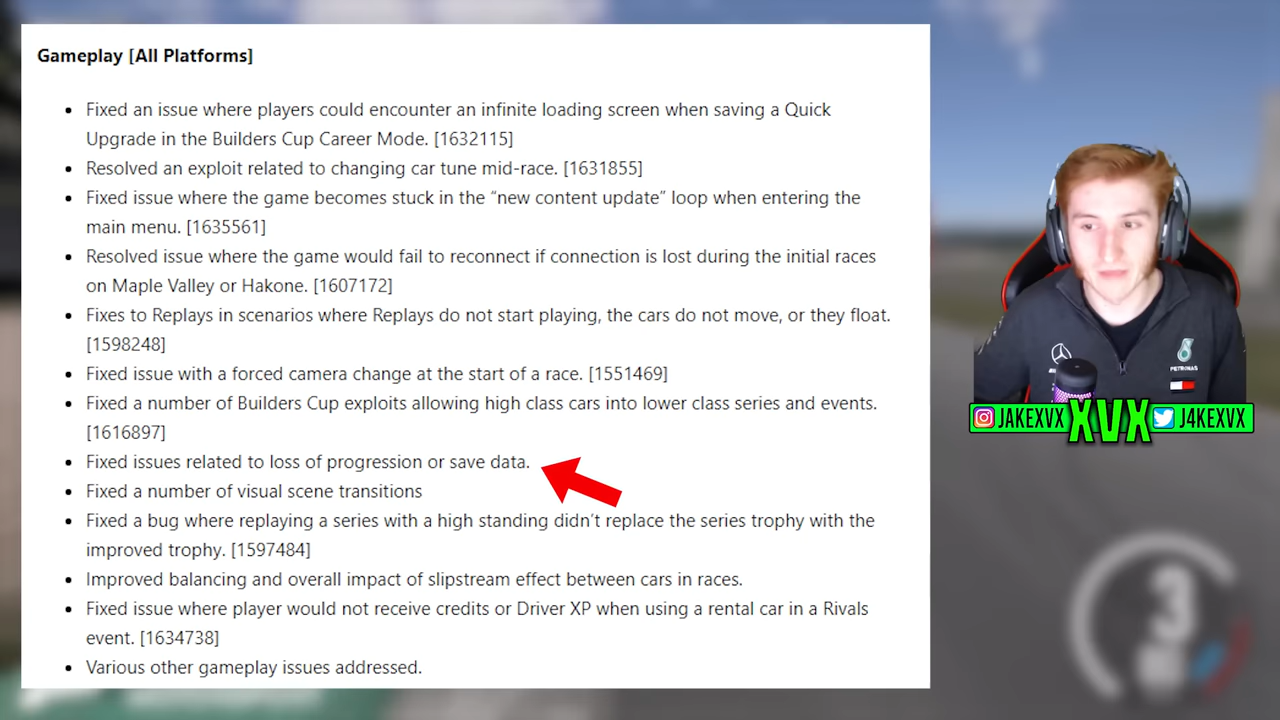 Gameplay [All Platforms]
Fixed an issue where players could encounter an infinite loading screen when saving a Quick
Upgrade in the Builders Cup Career Mode. [1632115]
Resolved an exploit related to changing car tune mid-race. [1631855]
Fixed issue where the game becomes stuck in the “new content update” loop when entering the
main menu. [1635561]
Resolved issue where the game would fail to reconnect if connection is lost during the initial races
on Maple Valley or Hakone. [1607172]
Fixes to Replays in scenarios where Replays do not start playing, the cars do not move, or they float.
[1598248]
Fixed issue with a forced camera change at the start of a race. [1551469]
Fixed a number of Builders Cup exploits allowing high class cars into lower class series and events.
[1616897]
Fixed issues related to loss of progression or save data.
Fixed a number of visual scene transitions
Fixed a bug where replaying a series with a high standing didn’t replace the series trophy with the
improved trophy. [1597484]
Improved balancing and overall impact of slipstream effect between cars in races.
Fixed issue where player would not receive credits or Driver XP when using a rental car in a Rivals
event. [1634738]
Various other gameplay issues addressed.
PETRONAS
JAKEXVX XVX J4KEXVX
3